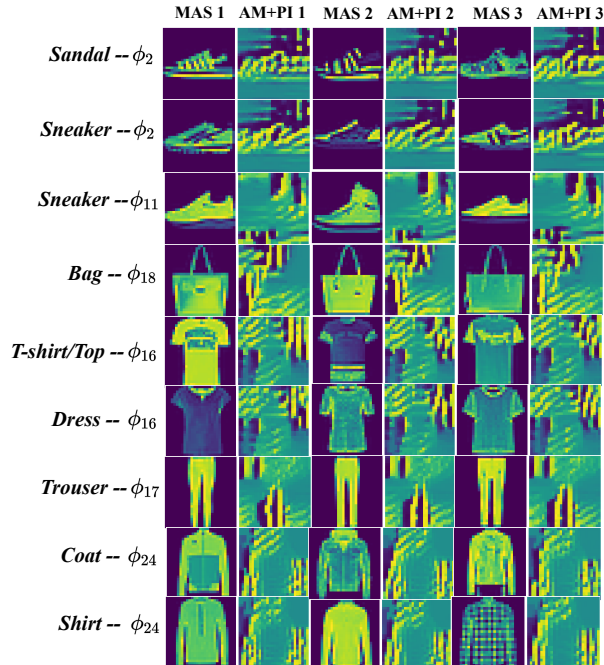 MAS 1 AM+PI 1 MAS 2 AM+PI 2 MAS 3 AM+PI 3
Sandal -- ϕ₂
Sneaker -- ϕ₂
Sneaker -- ϕ₁₁
Bag -- ϕ₁₈
T-shirt/Top -- ϕ₁₆
Dress -- ϕ₁₆
Trouser -- ϕ₁₇
Coat -- ϕ₂₄
Shirt -- ϕ₂₄